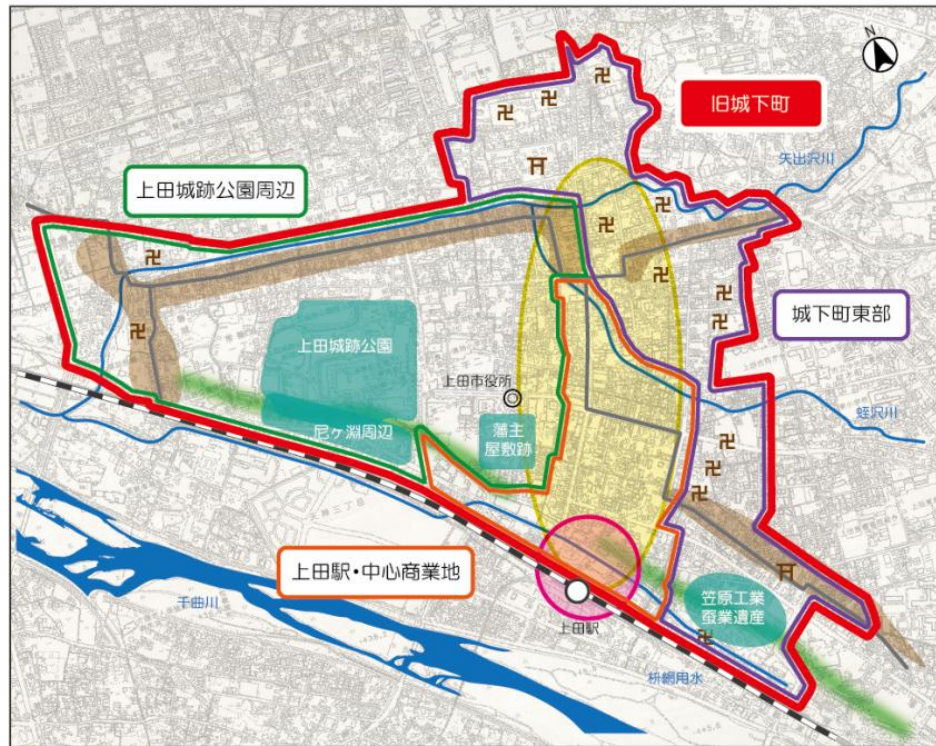 N
旧城下町
矢出沢川
上田城跡公園周辺
城下町東部
上田城跡公園
上田市役所
尼ヶ淵周辺
藩主
屋敷跡
蛭沢川
上田駅・中心商業地
千曲川
上田駅
笠原工業
蚕業遺産
枡網用水